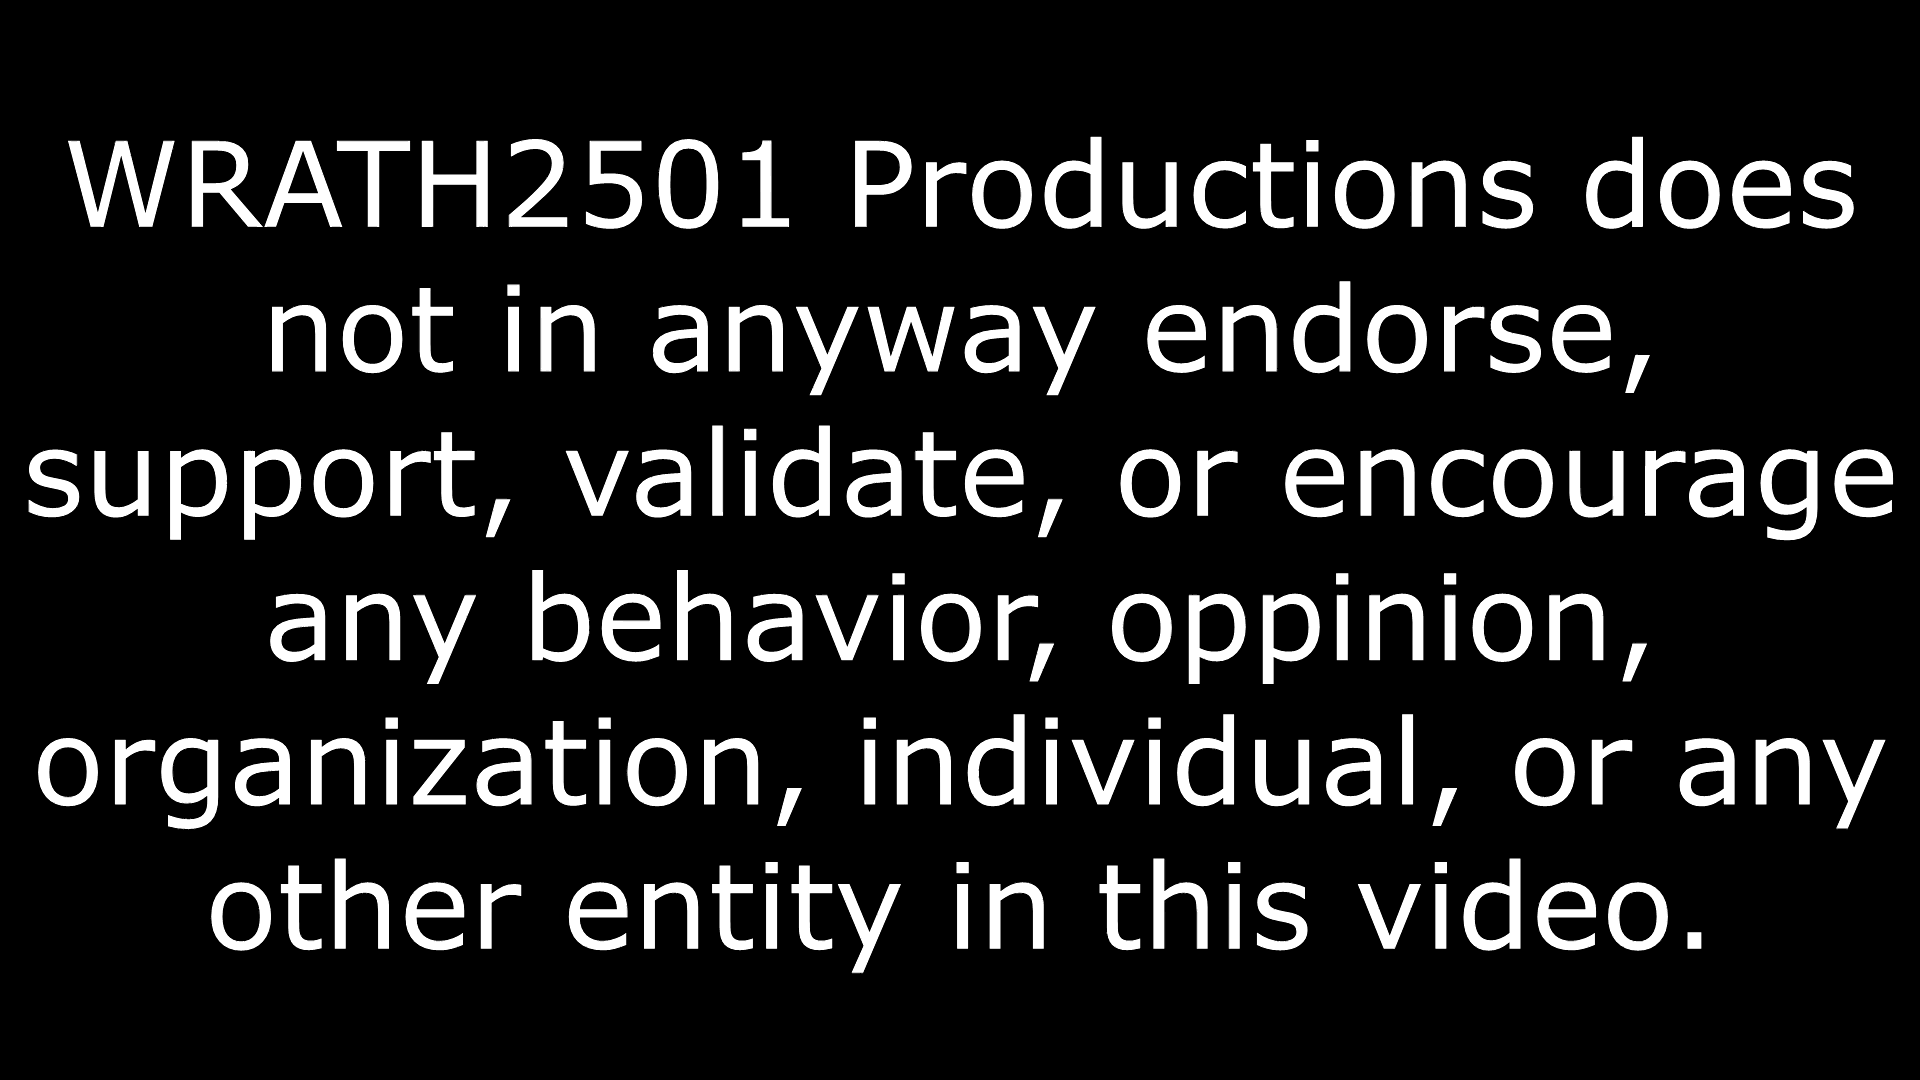 WRATH2501 Productions does
not in anyway endorse,
support, validate, or encourage
any behavior, oppinion,
organization, individual, or any
other entity in this video.